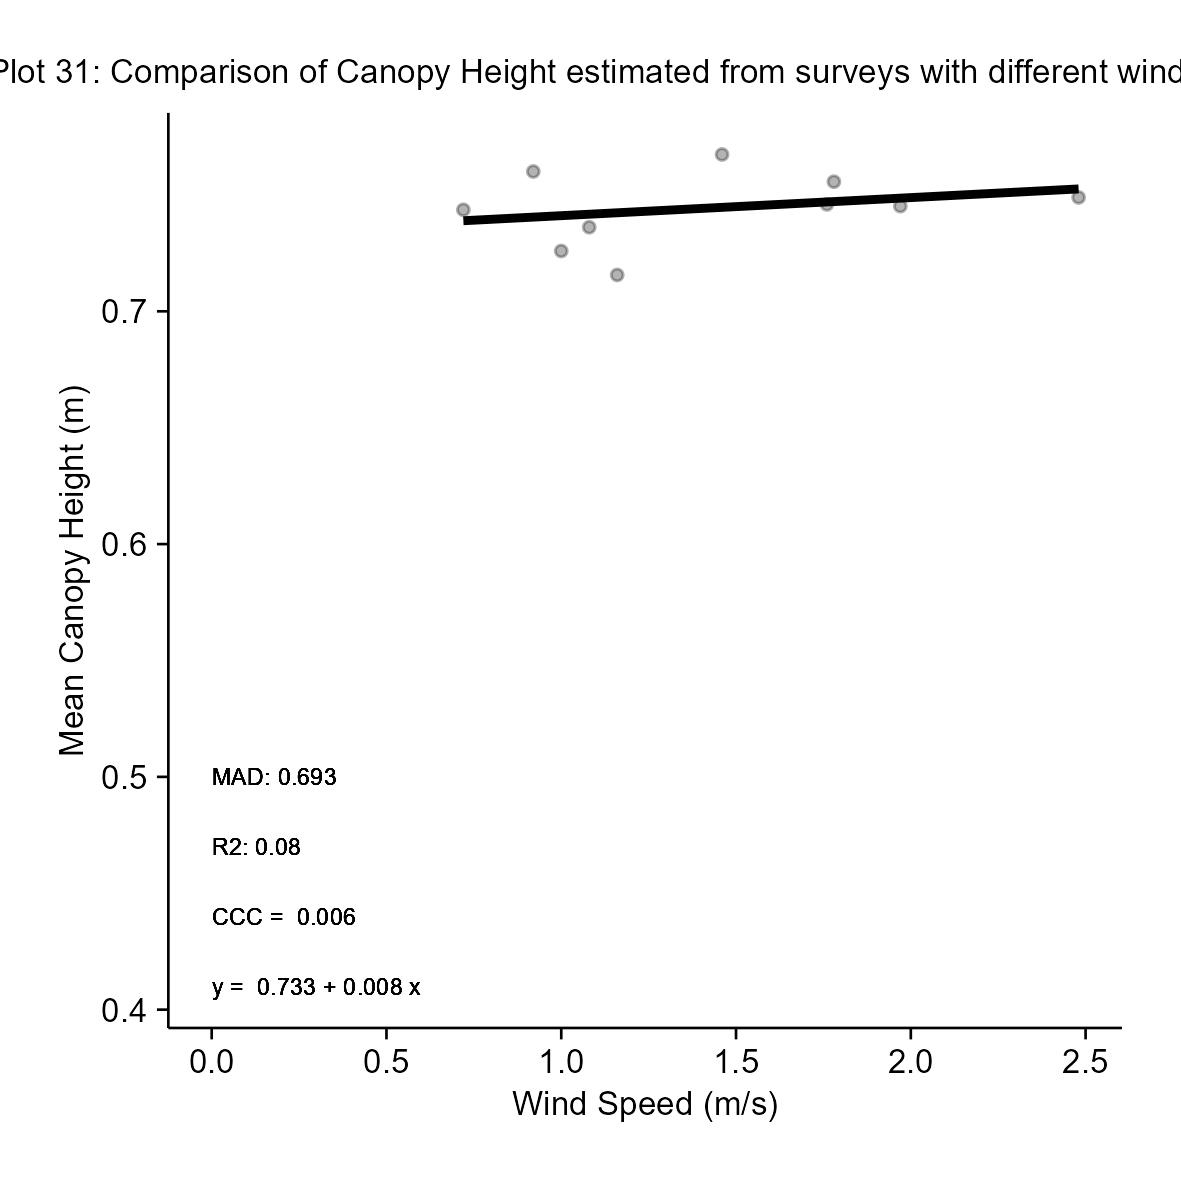 Plot 31: Comparison of Canopy Height estimated from surveys with different wind
0.7
0.6
0.5
0.4
Mean Canopy Height (m)
MAD: 0.693
R2: 0.08
CCC =  0.006
y =  0.733 + 0.008 x
0.0 0.5 1.0 1.5 2.0 2.5
Wind Speed (m/s)